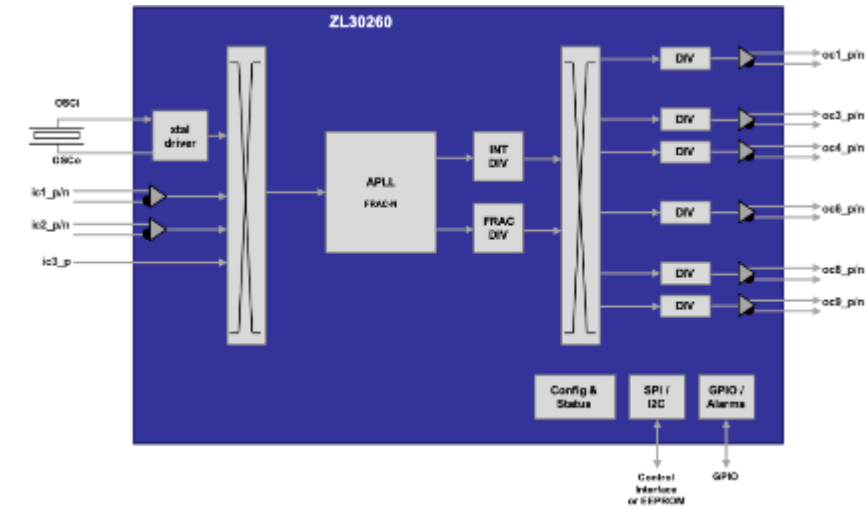 ZL30260
OSCi
xtal
driver
OSCo
ic1_p/n
ic2_p/n
ic3_p
APLL
FRAC-N
INT
DIV
FRAC
DIV
DIV
oc1_p/n
DIV
oc3_p/n
DIV
oc4_p/n
DIV
oc6_p/n
DIV
oc8_p/n
DIV
oc9_p/n
Config &
Status
SPI /
I2C
GPIO /
Alarms
Control
Interface
or EEPROM
GPIO